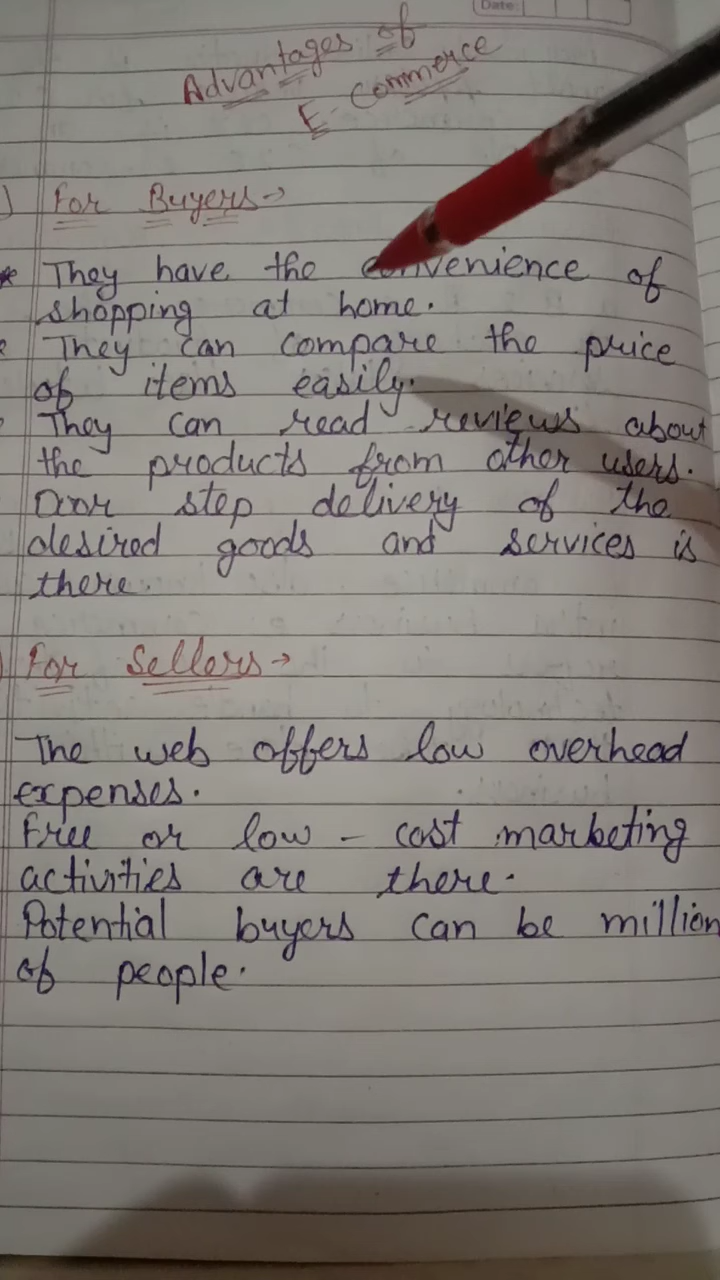 Date
Advantages of
E-Commerce
) For Buyers→
* They have the convenience of
shopping at home.
They can compare the price
of items easily.
They can read reviews about
the products from other users.
Door step delivery of the
desired goods and services is
there.
) For Sellers→
The web offers low overhead
expenses.
Free or low - cost marketing
activities are there.
Potential buyers can be million
of people.